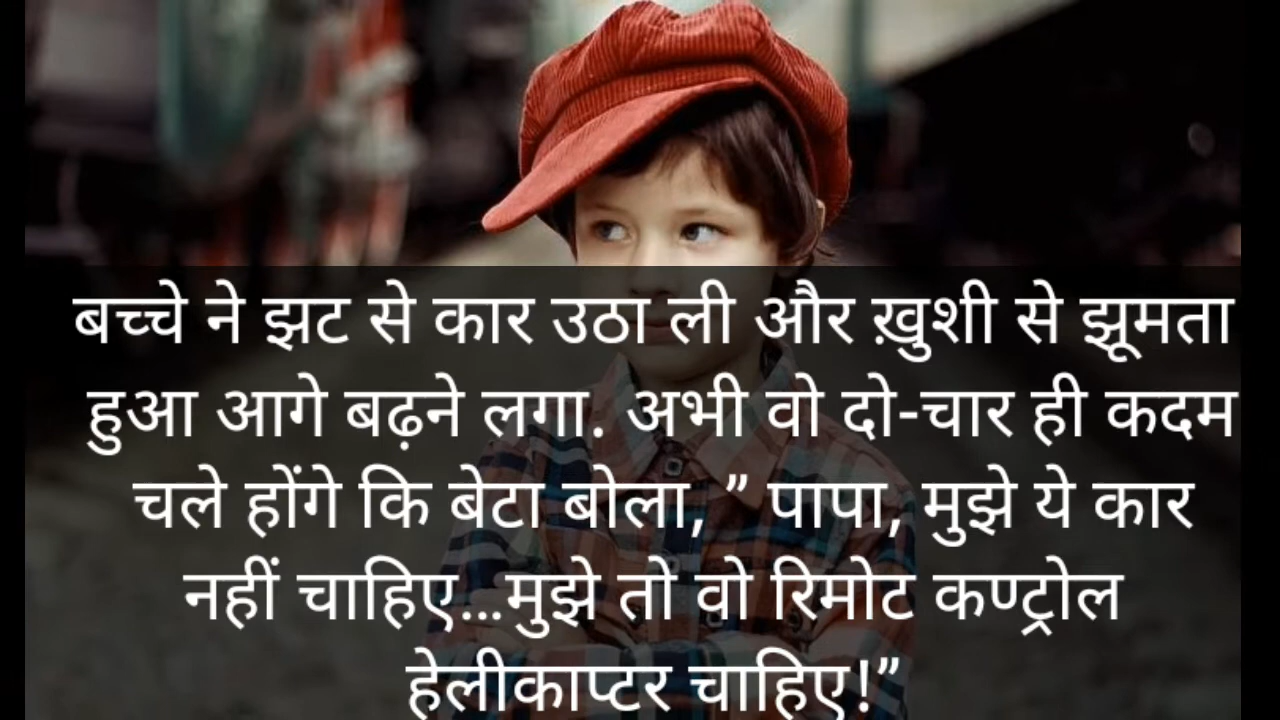 बच्चे ने झट से कार उठा ली और ख़ुशी से झूमता
हुआ आगे बढ़ने लगा. अभी वो दो-चार ही कदम
चले होंगे कि बेटा बोला,” पापा, मुझे ये कार
नहीं चाहिए...मुझे तो वो रिमोट कण्ट्रोल
हेलीकाप्टर चाहिए!”